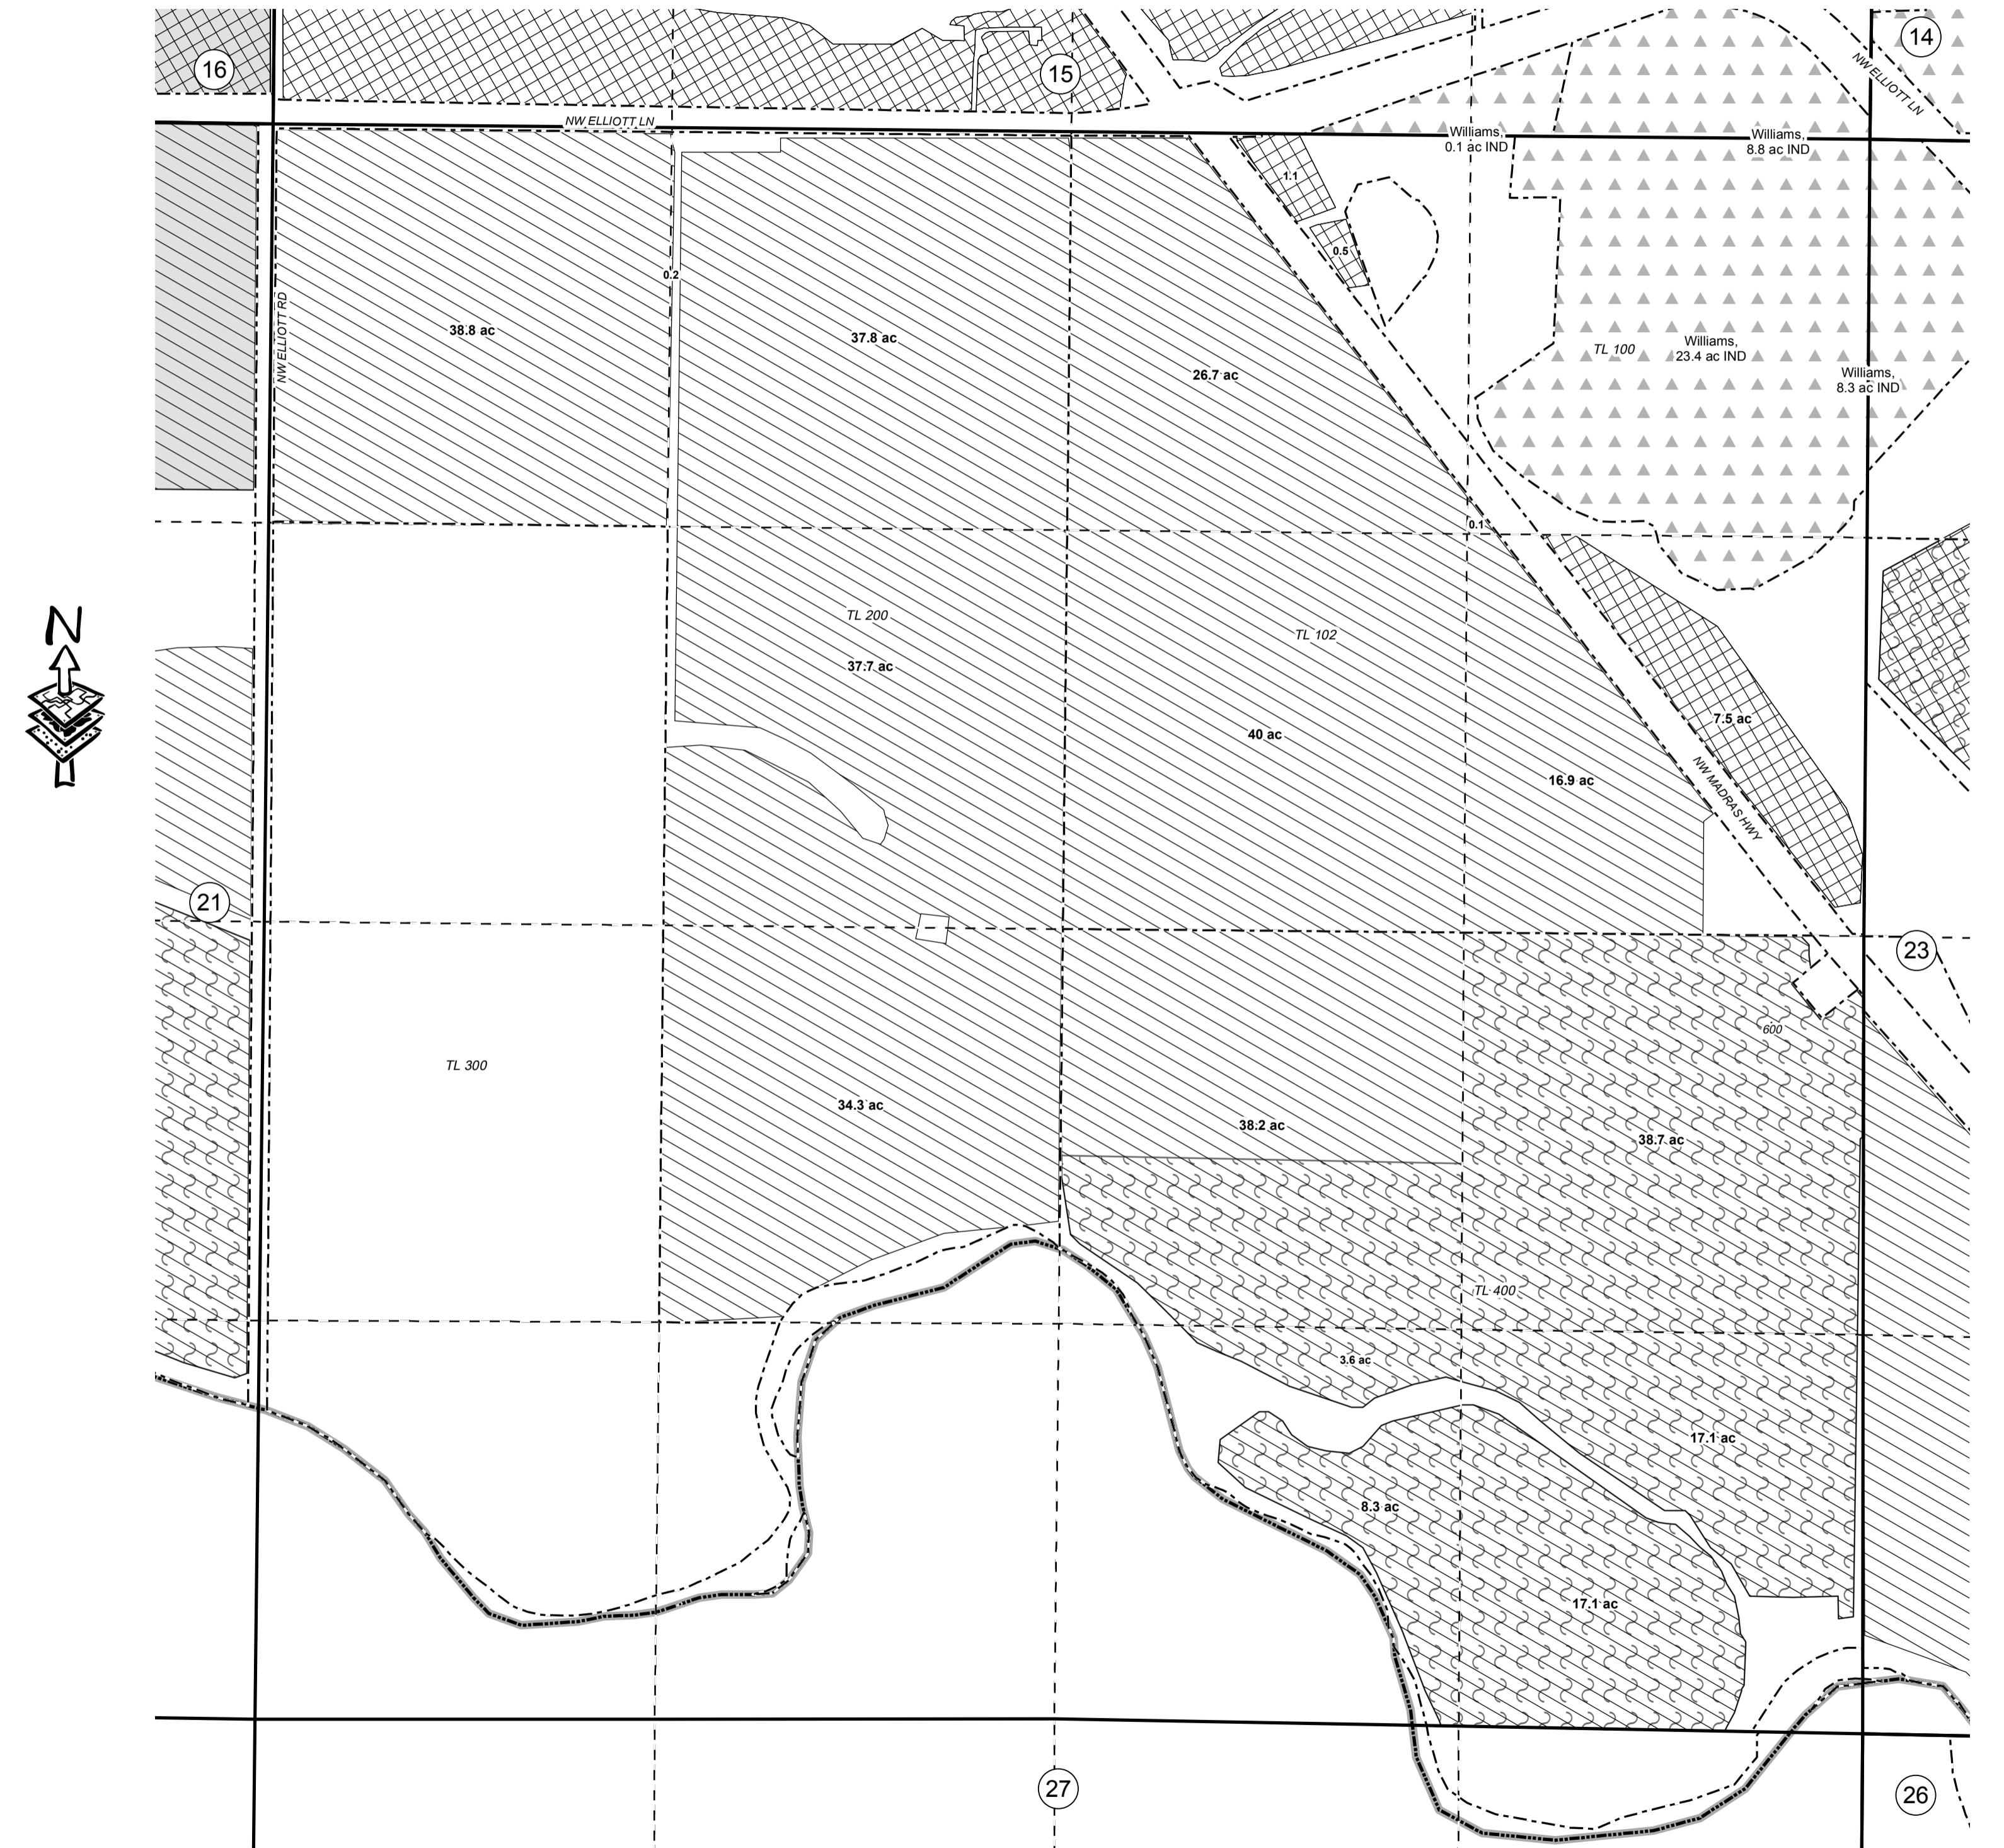 16
15
14
NW ELLIOTT LN
NW ELLIOTT LN
Williams,
0.1 ac IND
Williams,
8.8 ac IND
1.1
0.5
0.2
NW ELLIOTT RD
38.8 ac
37.8 ac
26.7 ac
TL 100
Williams,
23.4 ac IND
Williams,
8.3 ac IND
0.1
N
TL 200
TL 102
37.7 ac
40 ac
7.5 ac
16.9 ac
NW MADRAS HWY
21
23
600
TL 300
34.3 ac
38.2 ac
38.7 ac
TL 400
3.6 ac
17.1 ac
8.3 ac
17.1 ac
27
26